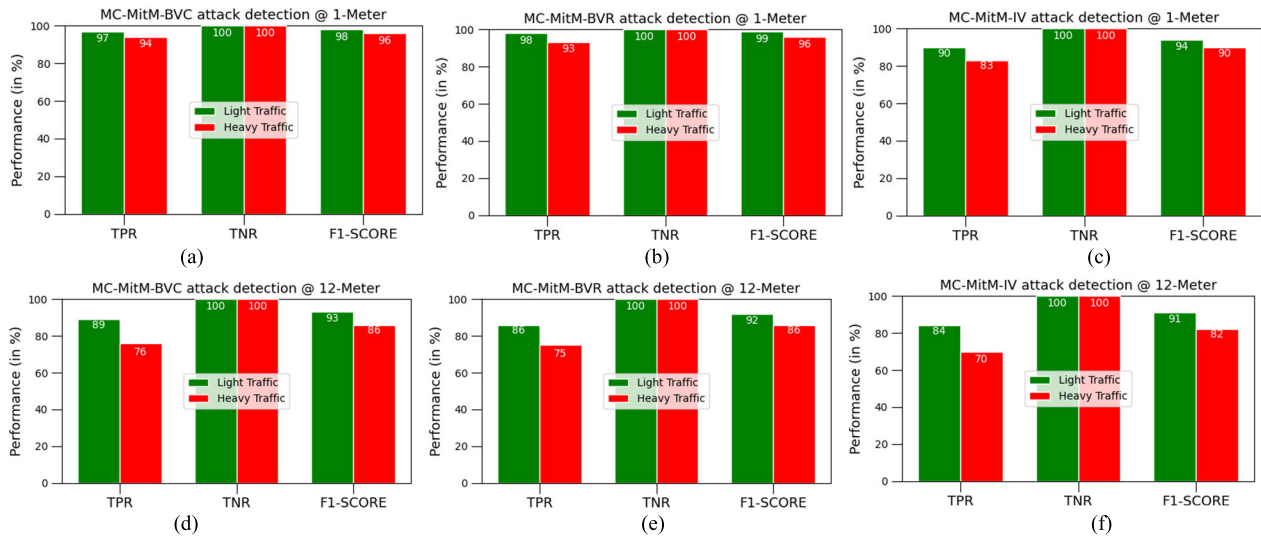 MC-MitM-BVC attack detection @ 1-Meter
Performance (in %)
100
80
60
40
20
0
97
94
100
100
98
96
Light Traffic
Heavy Traffic
TPR
TNR
F1-SCORE
(a)
MC-MitM-BVR attack detection @ 1-Meter
Performance (in %)
100
80
60
40
20
0
98
93
100
100
99
96
Light Traffic
Heavy Traffic
TPR
TNR
F1-SCORE
(b)
MC-MitM-IV attack detection @ 1-Meter
Performance (in %)
100
80
60
40
20
0
90
83
100
100
94
90
Light Traffic
Heavy Traffic
TPR
TNR
F1-SCORE
(c)
MC-MitM-BVC attack detection @ 12-Meter
Performance (in %)
100
80
60
40
20
0
89
76
100
100
93
86
Light Traffic
Heavy Traffic
TPR
TNR
F1-SCORE
(d)
MC-MitM-BVR attack detection @ 12-Meter
Performance (in %)
100
80
60
40
20
0
86
75
100
100
92
86
Light Traffic
Heavy Traffic
TPR
TNR
F1-SCORE
(e)
MC-MitM-IV attack detection @ 12-Meter
Performance (in %)
100
80
60
40
20
0
84
70
100
100
91
82
Light Traffic
Heavy Traffic
TPR
TNR
F1-SCORE
(f)